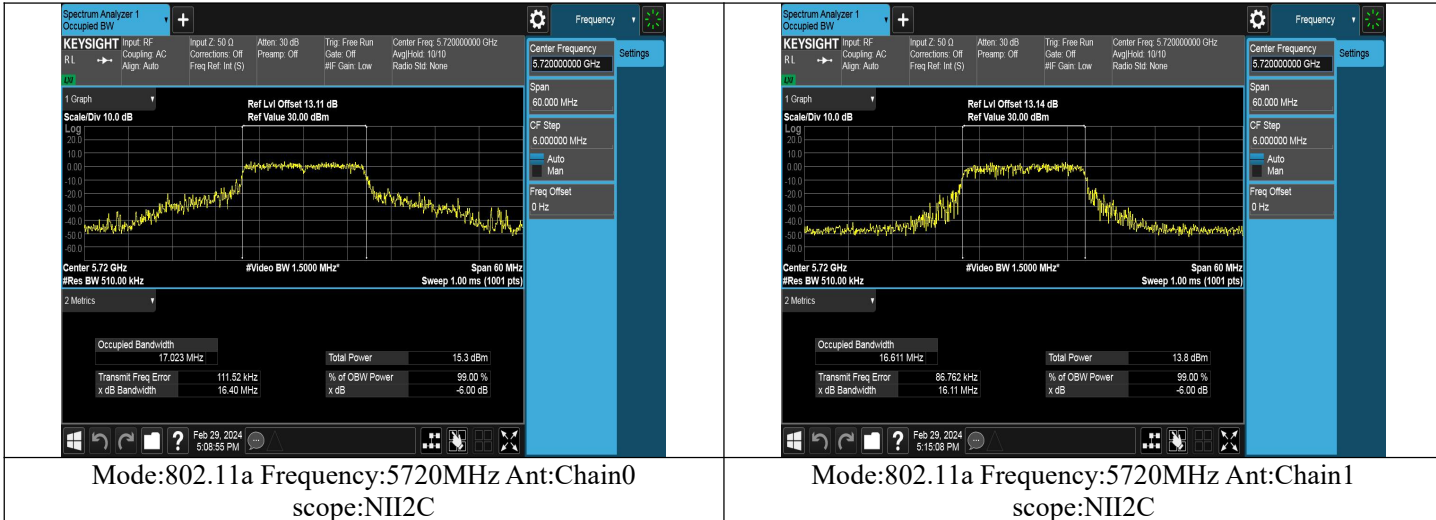 Spectrum Analyzer 1
Occupied BW
+
Frequency
KEYSIGHT
RL
LXI
Input: RF
Coupling: AC
Align: Auto
Input Z: 50 Ω
Corrections: Off
Freq Ref: Int (S)
Atten: 30 dB
Preamp: Off
Trig: Free Run
Gate: Off
#IF Gain: Low
Center Freq: 5.720000000 GHz
Avg|Hold: 10/10
Radio Std: None
Center Frequency
5.720000000 GHz
Settings
Span
60.000 MHz
CF Step
6.000000 MHz
Auto
Man
Freq Offset
0 Hz
1 Graph
Scale/Div 10.0 dB
Ref Lvl Offset 13.11 dB
Ref Value 30.00 dBm
Log
20.0
10.0
0.00
-10.0
-20.0
-30.0
-40.0
-50.0
-60.0
Center 5.72 GHz
#Video BW 1.5000 MHz*
Span 60 MHz
#Res BW 510.00 kHz
Sweep 1.00 ms (1001 pts)
2 Metrics
Occupied Bandwidth
17.023 MHz
Total Power 15.3 dBm
Transmit Freq Error 111.52 kHz
% of OBW Power 99.00 %
x dB Bandwidth 16.40 MHz
x dB -6.00 dB
?
Feb 29, 2024
5:08:55 PM
Mode:802.11a Frequency:5720MHz Ant:Chain0
scope:NII2C
Spectrum Analyzer 1
Occupied BW
+
Frequency
KEYSIGHT
RL
LXI
Input: RF
Coupling: AC
Align: Auto
Input Z: 50 Ω
Corrections: Off
Freq Ref: Int (S)
Atten: 30 dB
Preamp: Off
Trig: Free Run
Gate: Off
#IF Gain: Low
Center Freq: 5.720000000 GHz
Avg|Hold: 10/10
Radio Std: None
Center Frequency
5.720000000 GHz
Settings
Span
60.000 MHz
CF Step
6.000000 MHz
Auto
Man
Freq Offset
0 Hz
1 Graph
Scale/Div 10.0 dB
Ref Lvl Offset 13.14 dB
Ref Value 30.00 dBm
Log
20.0
10.0
0.00
-10.0
-20.0
-30.0
-40.0
-50.0
-60.0
Center 5.72 GHz
#Video BW 1.5000 MHz*
Span 60 MHz
#Res BW 510.00 kHz
Sweep 1.00 ms (1001 pts)
2 Metrics
Occupied Bandwidth
16.611 MHz
Total Power 13.8 dBm
Transmit Freq Error 86.762 kHz
% of OBW Power 99.00 %
x dB Bandwidth 16.11 MHz
x dB -6.00 dB
?
Feb 29, 2024
5:15:08 PM
Mode:802.11a Frequency:5720MHz Ant:Chain1
scope:NII2C